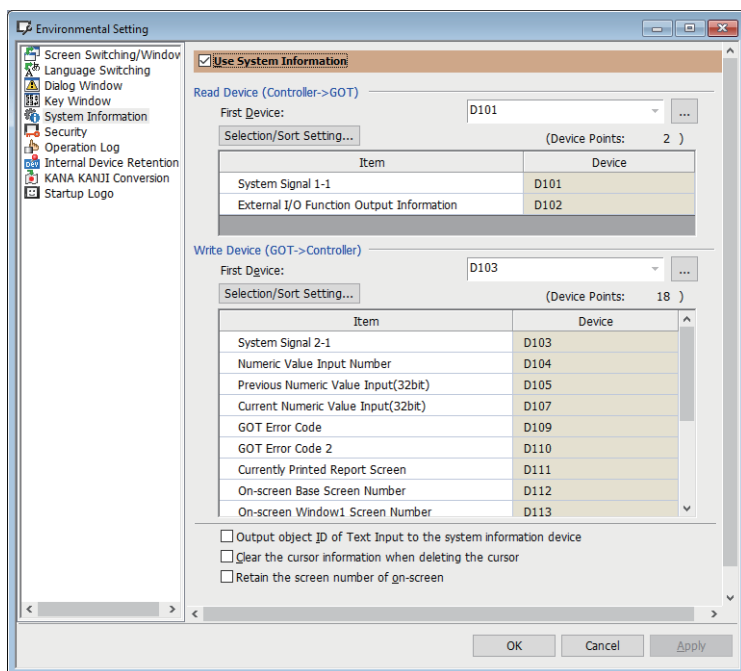 Environmental Setting
Screen Switching/Window
Language Switching
Dialog Window
Key Window
System Information
Security
Operation Log
Internal Device Retention
KANA KANJI Conversion
Startup Logo
Use System Information
Read Device (Controller->GOT)
First Device: D101 ...
Selection/Sort Setting... (Device Points: 2 )
Item Device
System Signal 1-1 D101
External I/O Function Output Information D102
Write Device (GOT->Controller)
First Device: D103 ...
Selection/Sort Setting... (Device Points: 18 )
Item Device
System Signal 2-1 D103
Numeric Value Input Number D104
Previous Numeric Value Input(32bit) D105
Current Numeric Value Input(32bit) D107
GOT Error Code D109
GOT Error Code 2 D110
Currently Printed Report Screen D111
On-screen Base Screen Number D112
On-screen Window1 Screen Number D113
Output object ID of Text Input to the system information device
Clear the cursor information when deleting the cursor
Retain the screen number of on-screen
OK Cancel Apply